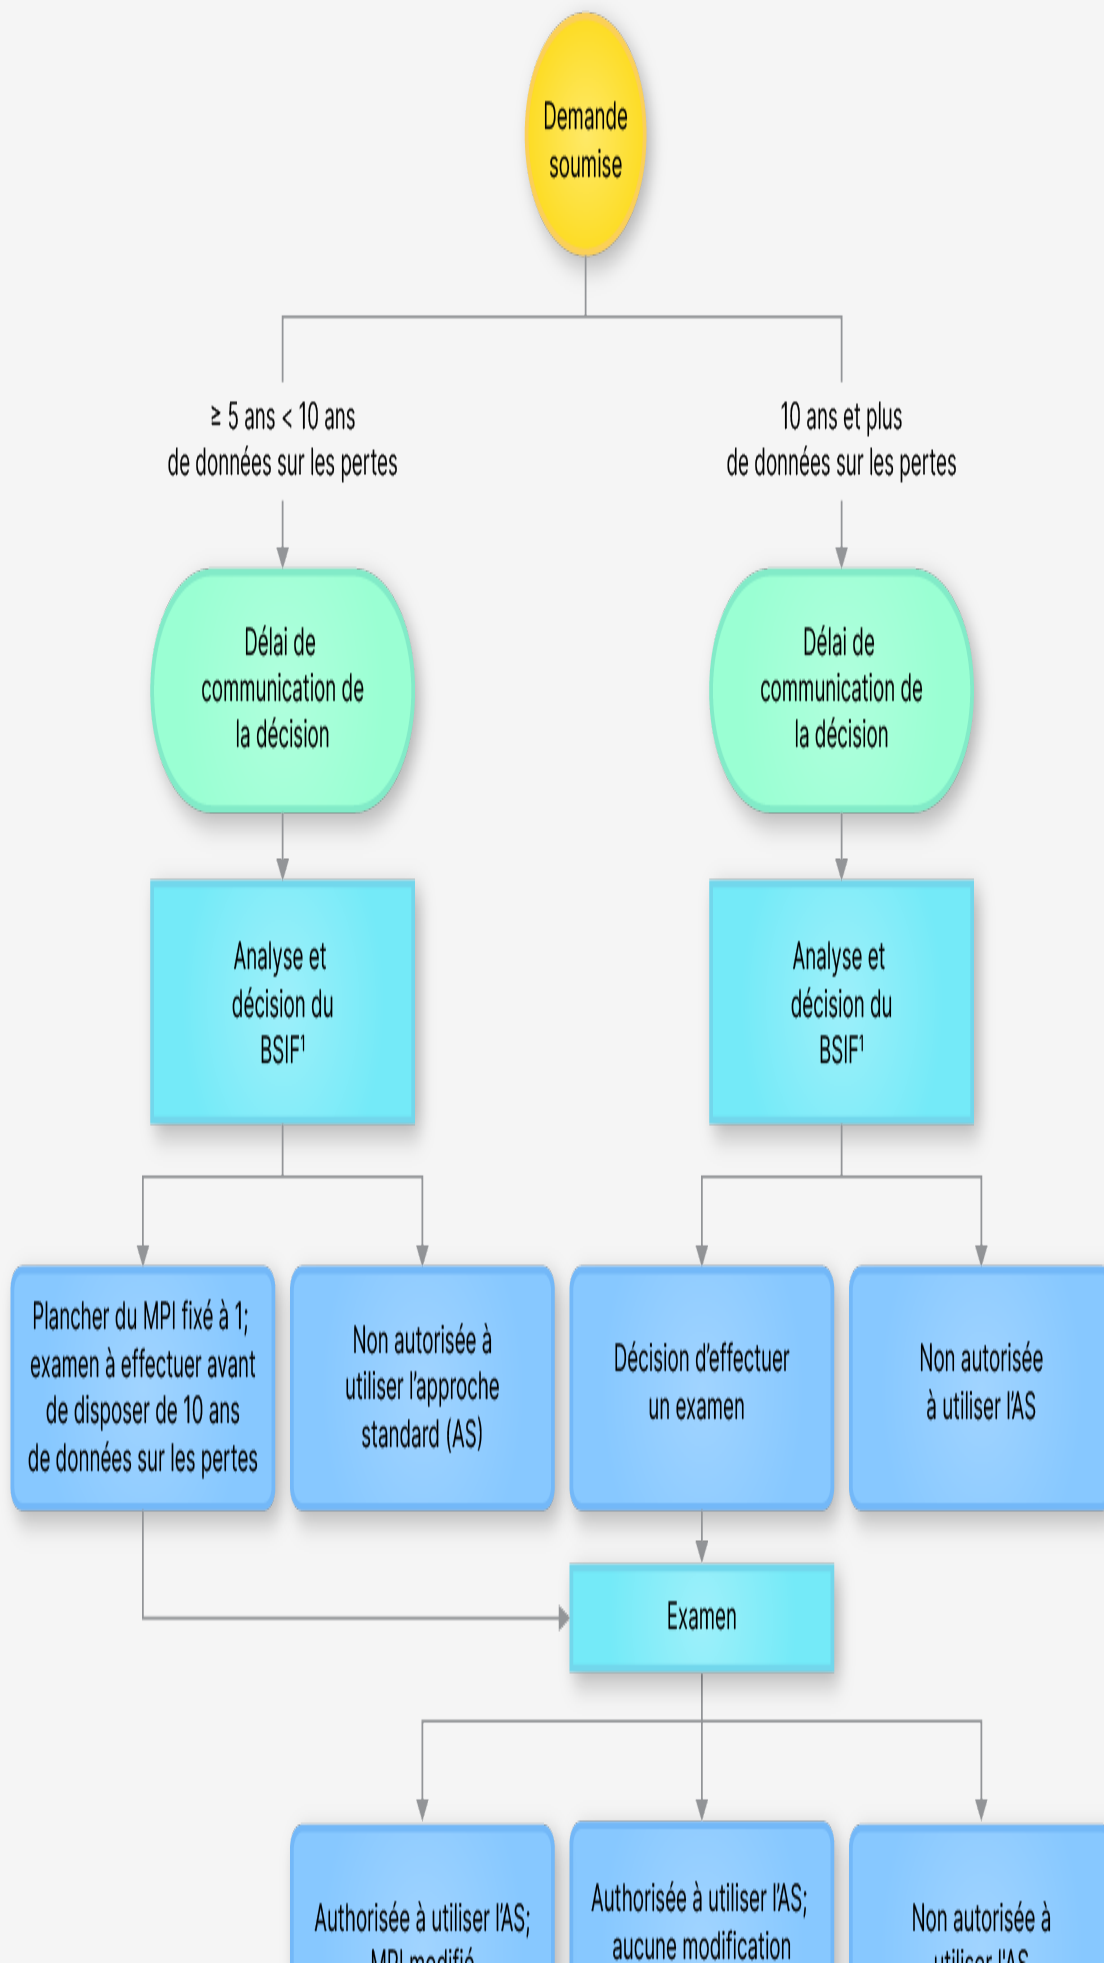 Demande
soumise
≥ 5 ans < 10 ans
de données sur les pertes
10 ans et plus
de données sur les pertes
Délai de
communication de
la décision
Délai de
communication de
la décision
Analyse et
décision du
BSIF¹
Analyse et
décision du
BSIF¹
Plancher du MPI fixé à 1;
examen à effectuer avant
de disposer de 10 ans
de données sur les pertes
Non autorisée à
utiliser l’approche
standard (AS)
Décision d’effectuer
un examen
Non autorisée
à utiliser l’AS
Examen
Authorisée à utiliser l’AS;
MPI modifié
Authorisée à utiliser l’AS;
aucune modification
Non autorisée à
utiliser l’AS